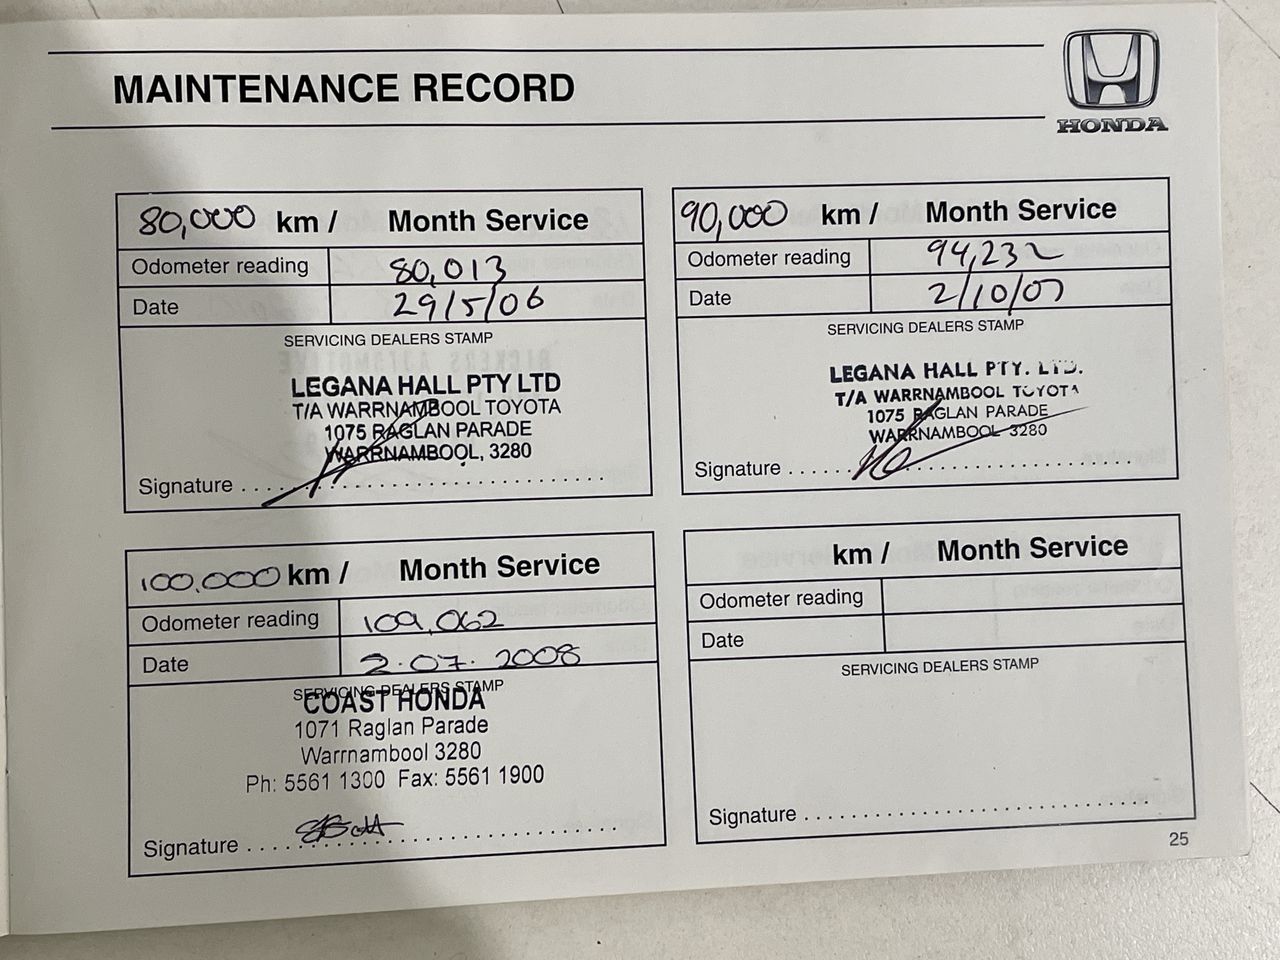 MAINTENANCE RECORD
HONDA
80,000 km / Month Service
Odometer reading 80,013
Date 29/5/06
SERVICING DEALERS STAMP
LEGANA HALL PTY LTD
T/A WARRNAMBOOL TOYOTA
1075 RAGLAN PARADE
WARRNAMBOOL, 3280
Signature
90,000 km / Month Service
Odometer reading 94,232
Date 2/10/07
SERVICING DEALERS STAMP
LEGANA HALL PTY. LTD.
T/A WARRNAMBOOL TOYOTA
1075 RAGLAN PARADE
WARRNAMBOOL 3280
Signature
100,000 km / Month Service
Odometer reading 109,062
Date 2.07.2008
SERVICING DEALERS STAMP
COAST HONDA
1071 Raglan Parade
Warrnambool 3280
Ph: 5561 1300 Fax: 5561 1900
Signature
km / Month Service
Odometer reading
Date
SERVICING DEALERS STAMP
Signature
25